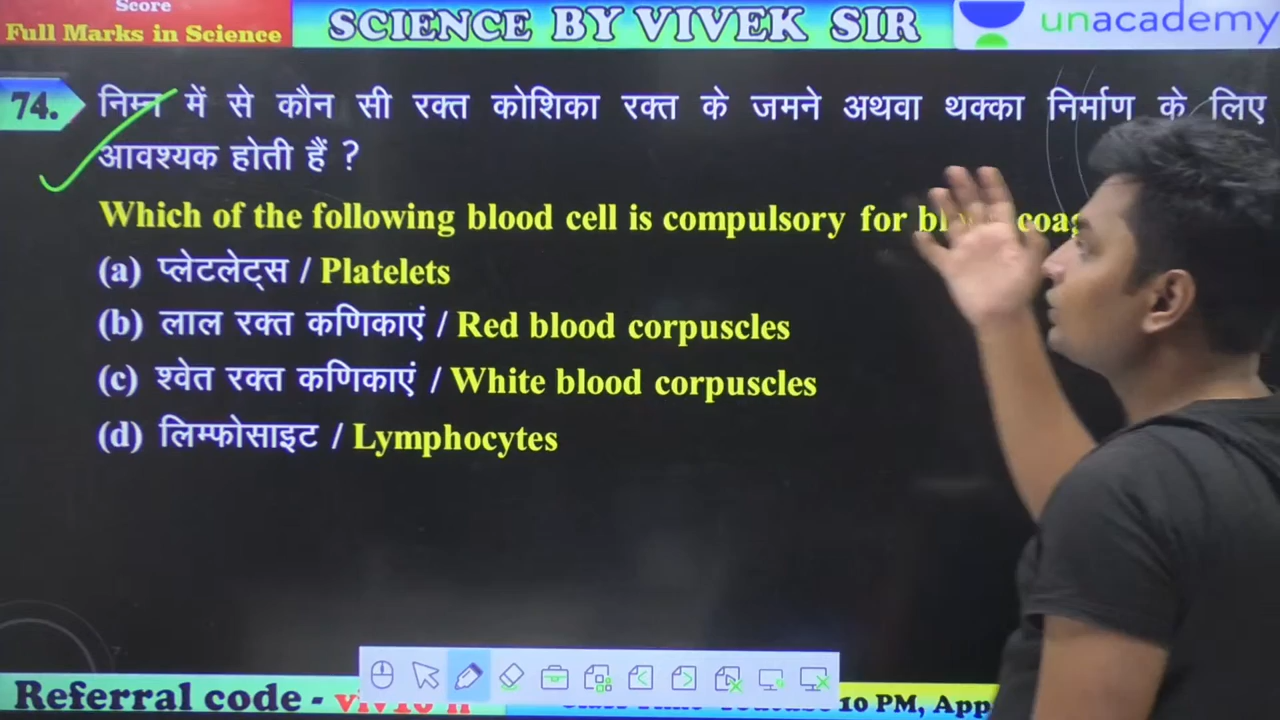 Score
Full Marks in Science
SCIENCE BY VIVEK SIR
unacademy
74. निम्न में से कौन सी रक्त कोशिका रक्त के जमने अथवा थक्का निर्माण के लिए
आवश्यक होती हैं ?
Which of the following blood cell is compulsory for
(a) प्लेटलेट्स / Platelets
(b) लाल रक्त कणिकाएं / Red blood corpuscles
(c) श्वेत रक्त कणिकाएं / White blood corpuscles
(d) लिम्फोसाइट / Lymphocytes
Referral code -
10 PM, App